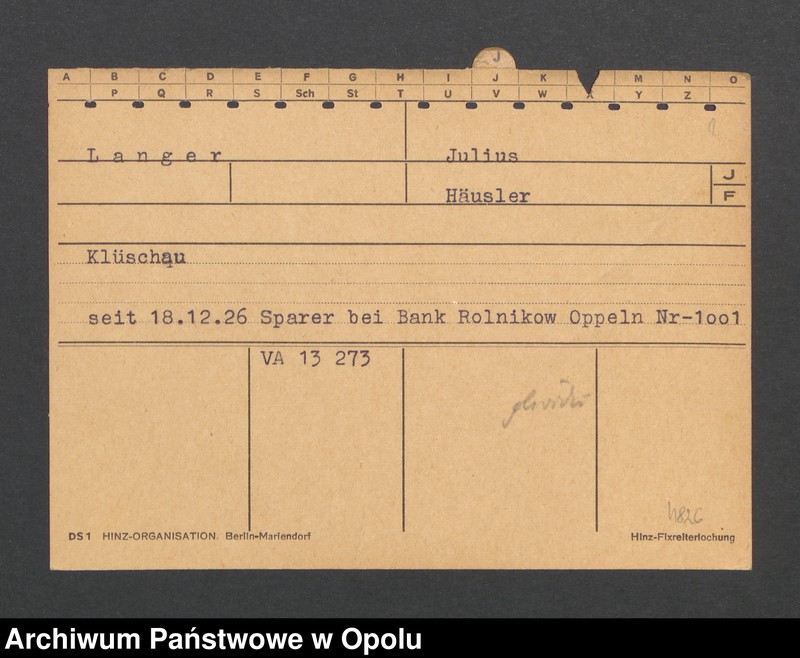 J
A B C D E F G H I J K M N O
P Q R S Sch St T U V W X Y Z
Langer Julius
Häusler
J
F
Klüschau
seit 18.12.26 Sparer bei Bank Rolnikow Oppeln Nr-1oo1
VA 13 273
DS1 HINZ-ORGANISATION. Berlin-Mariendorf
Hinz-Fixreiterlochung
Archiwum Państwowe w Opolu